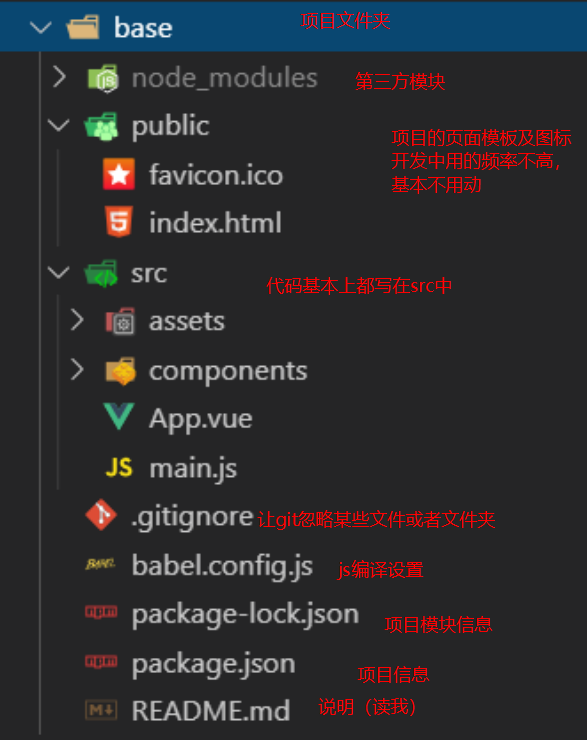 base 项目文件夹
node_modules 第三方模块
public 项目的页面模板及图标
开发中用的频率不高,
基本不用动
favicon.ico
index.html
src 代码基本上都写在src中
assets
components
App.vue
JS main.js
.gitignore 让git忽略某些文件或者文件夹
BABEL babel.config.js js编译设置
package-lock.json 项目模块信息
package.json 项目信息
README.md 说明（读我）